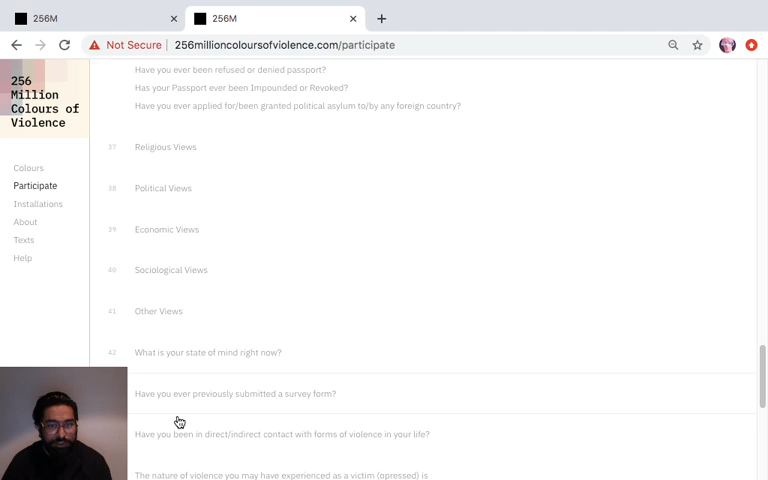 256M
256M
Not Secure
256millioncoloursofviolence.com/participate
256
Million
Colours of
Violence
Colours
Participate
Installations
About
Texts
Help
Have you ever been refused or denied passport?
Has your Passport ever been Impounded or Revoked?
Have you ever applied for/been granted political asylum to/by any foreign country?
37 Religious Views
38 Political Views
39 Economic Views
40 Sociological Views
41 Other Views
42 What is your state of mind right now?
Have you ever previously submitted a survey form?
Have you been in direct/indirect contact with forms of violence in your life?
The nature of violence you may have experienced as a victim (opressed) is